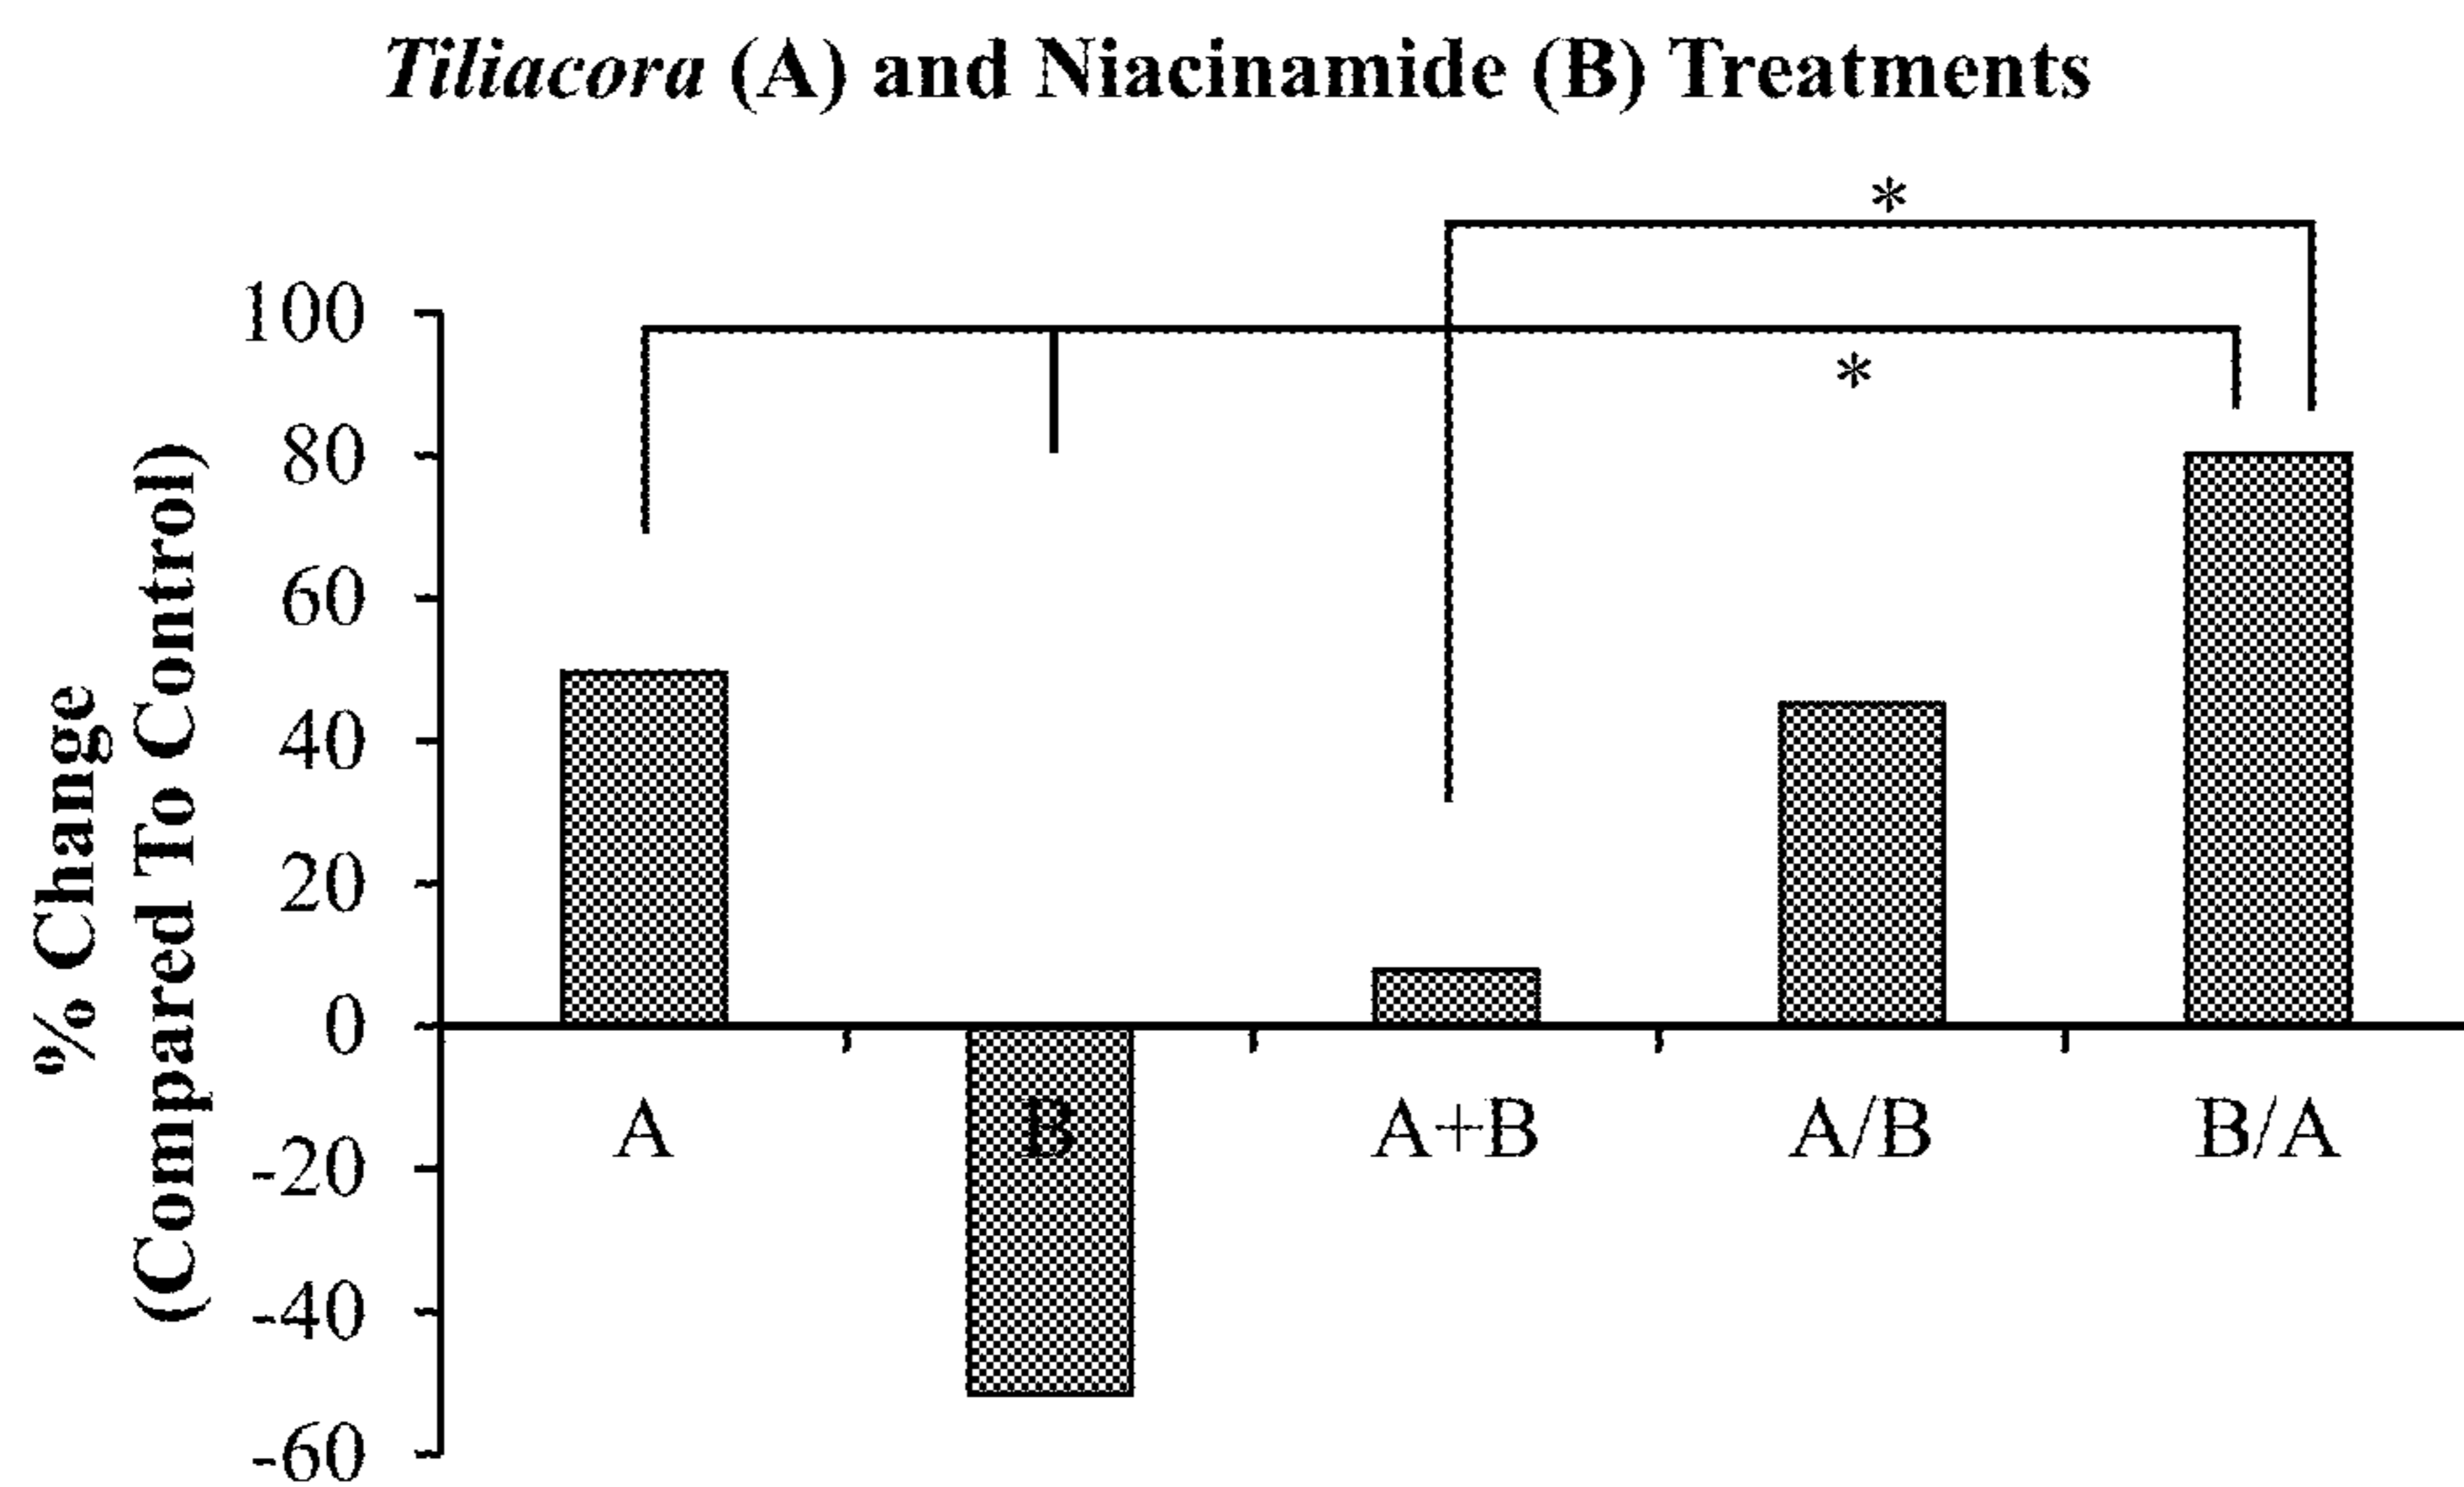 Tiliacora (A) and Niacinamide (B) Treatments
*
*
100
80
60
40
20
0
-20
-40
-60
% Change
(Compared To Control)
A B A+B A/B B/A